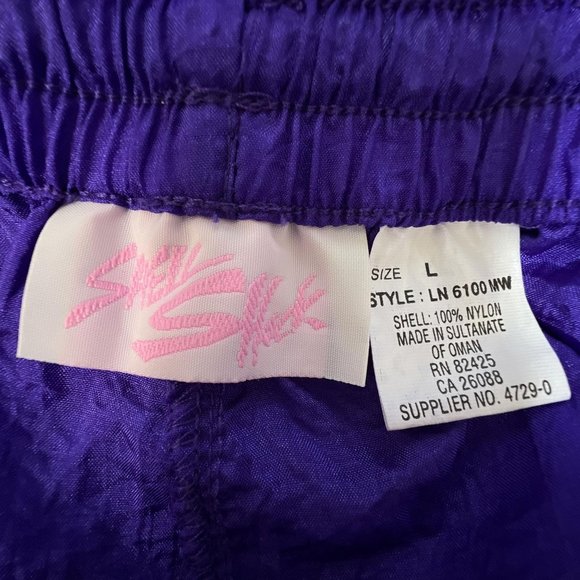 SHELL
Shock
SIZE L
STYLE: LN 6100 MW
SHELL: 100% NYLON
MADE IN SULTANATE
OF OMAN
RN 82425
CA 26088
SUPPLIER NO. 4729-0